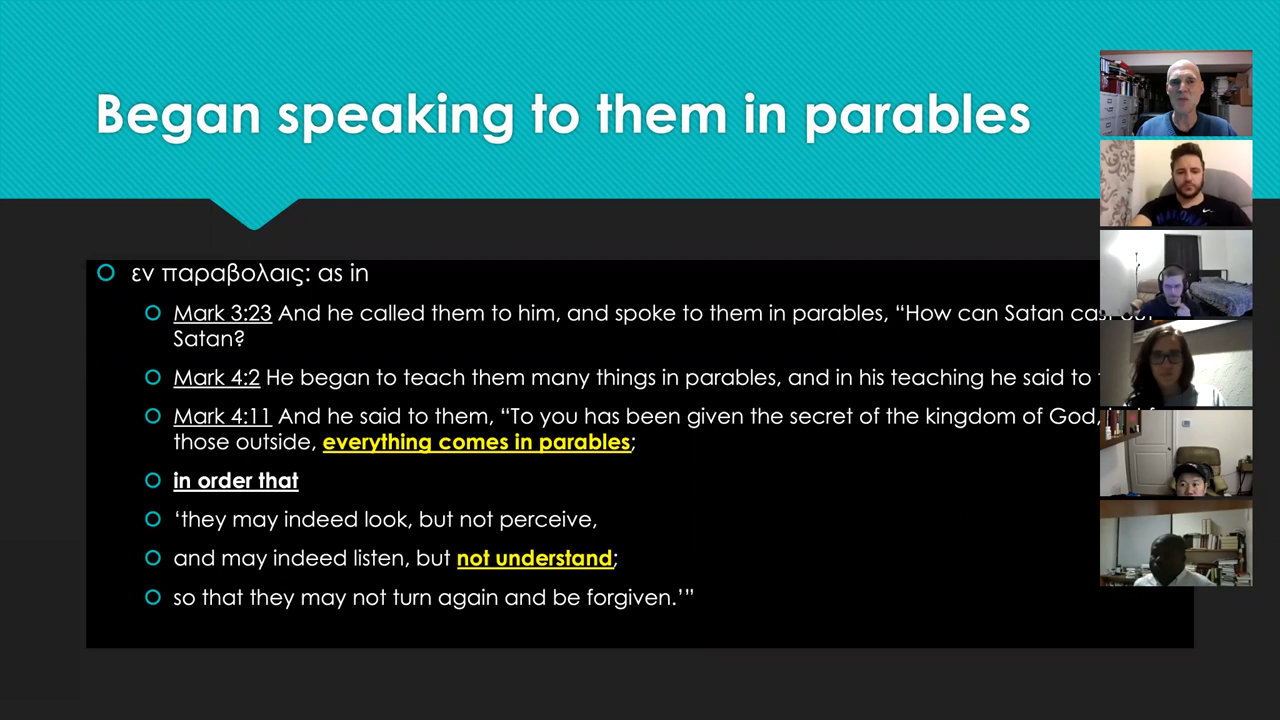 Began speaking to them in parables
εν παραβολαις: as in
Mark 3:23 And he called them to him, and spoke to them in parables, “How can Satan cast out
Satan?
Mark 4:2 He began to teach them many things in parables, and in his teaching he said to
Mark 4:11 And he said to them, “To you has been given the secret of the kingdom of God,
those outside, everything comes in parables;
in order that
‘they may indeed look, but not perceive,
and may indeed listen, but not understand;
so that they may not turn again and be forgiven.’”
NATIONAL